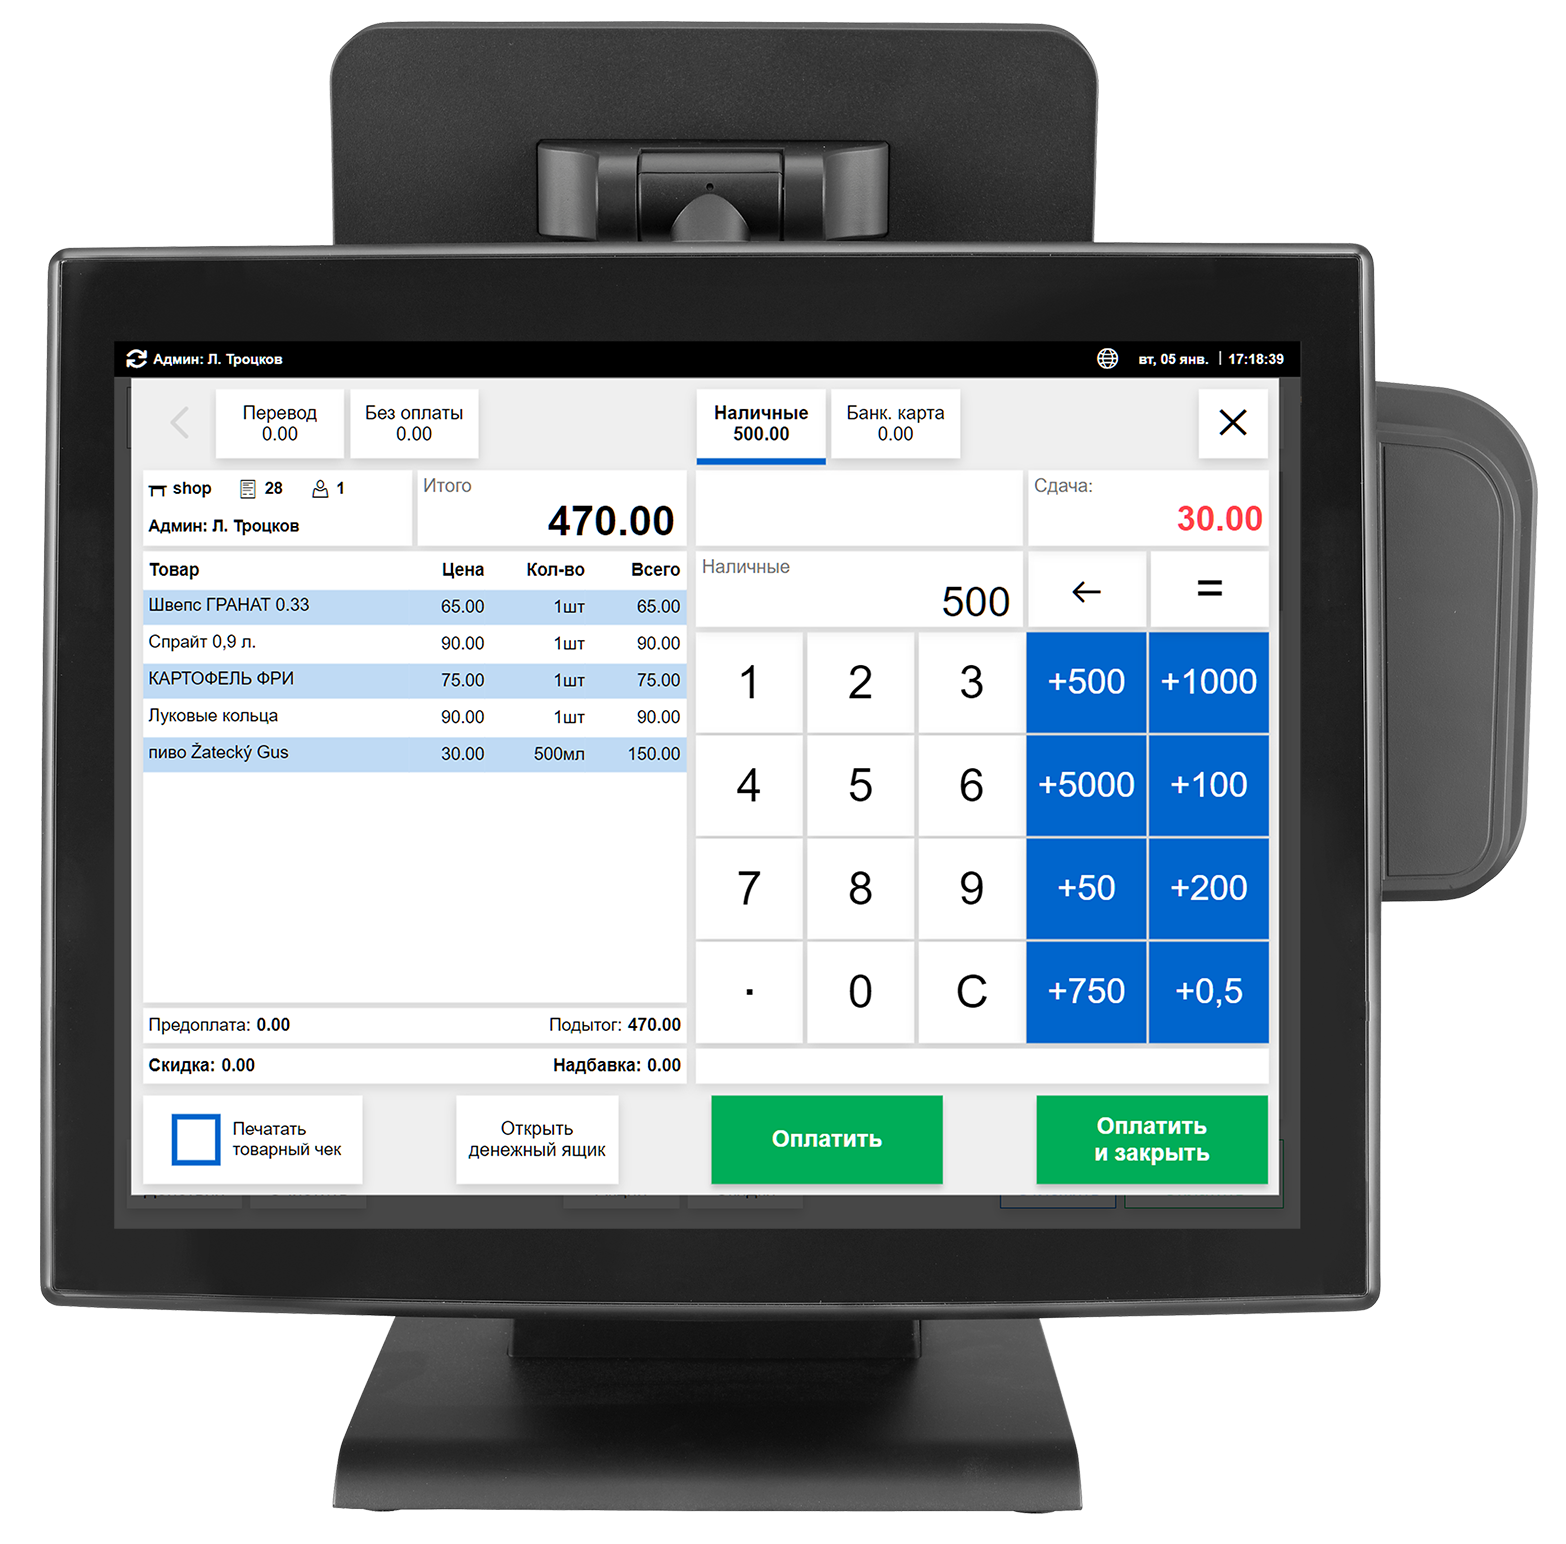 Админ: Л. Троцков
вт, 05 янв. | 17:18:39
Перевод
0.00
Без оплаты
0.00
Наличные
500.00
Банк. карта
0.00
shop 28 1
Админ: Л. Троцков
Итого
470.00
Сдача:
30.00
Товар Цена Кол-во Всего
Швепс ГРАНАТ 0.33 65.00 1шт 65.00
Спрайт 0,9 л. 90.00 1шт 90.00
КАРТОФЕЛЬ ФРИ 75.00 1шт 75.00
Луковые кольца 90.00 1шт 90.00
пиво Žatecký Gus 30.00 500мл 150.00
Предоплата: 0.00 Подытог: 470.00
Скидка: 0.00 Надбавка: 0.00
Наличные
500
← =
1 2 3 +500 +1000
4 5 6 +5000 +100
7 8 9 +50 +200
. 0 C +750 +0,5
Печатать
товарный чек
Открыть
денежный ящик
Оплатить
Оплатить
и закрыть